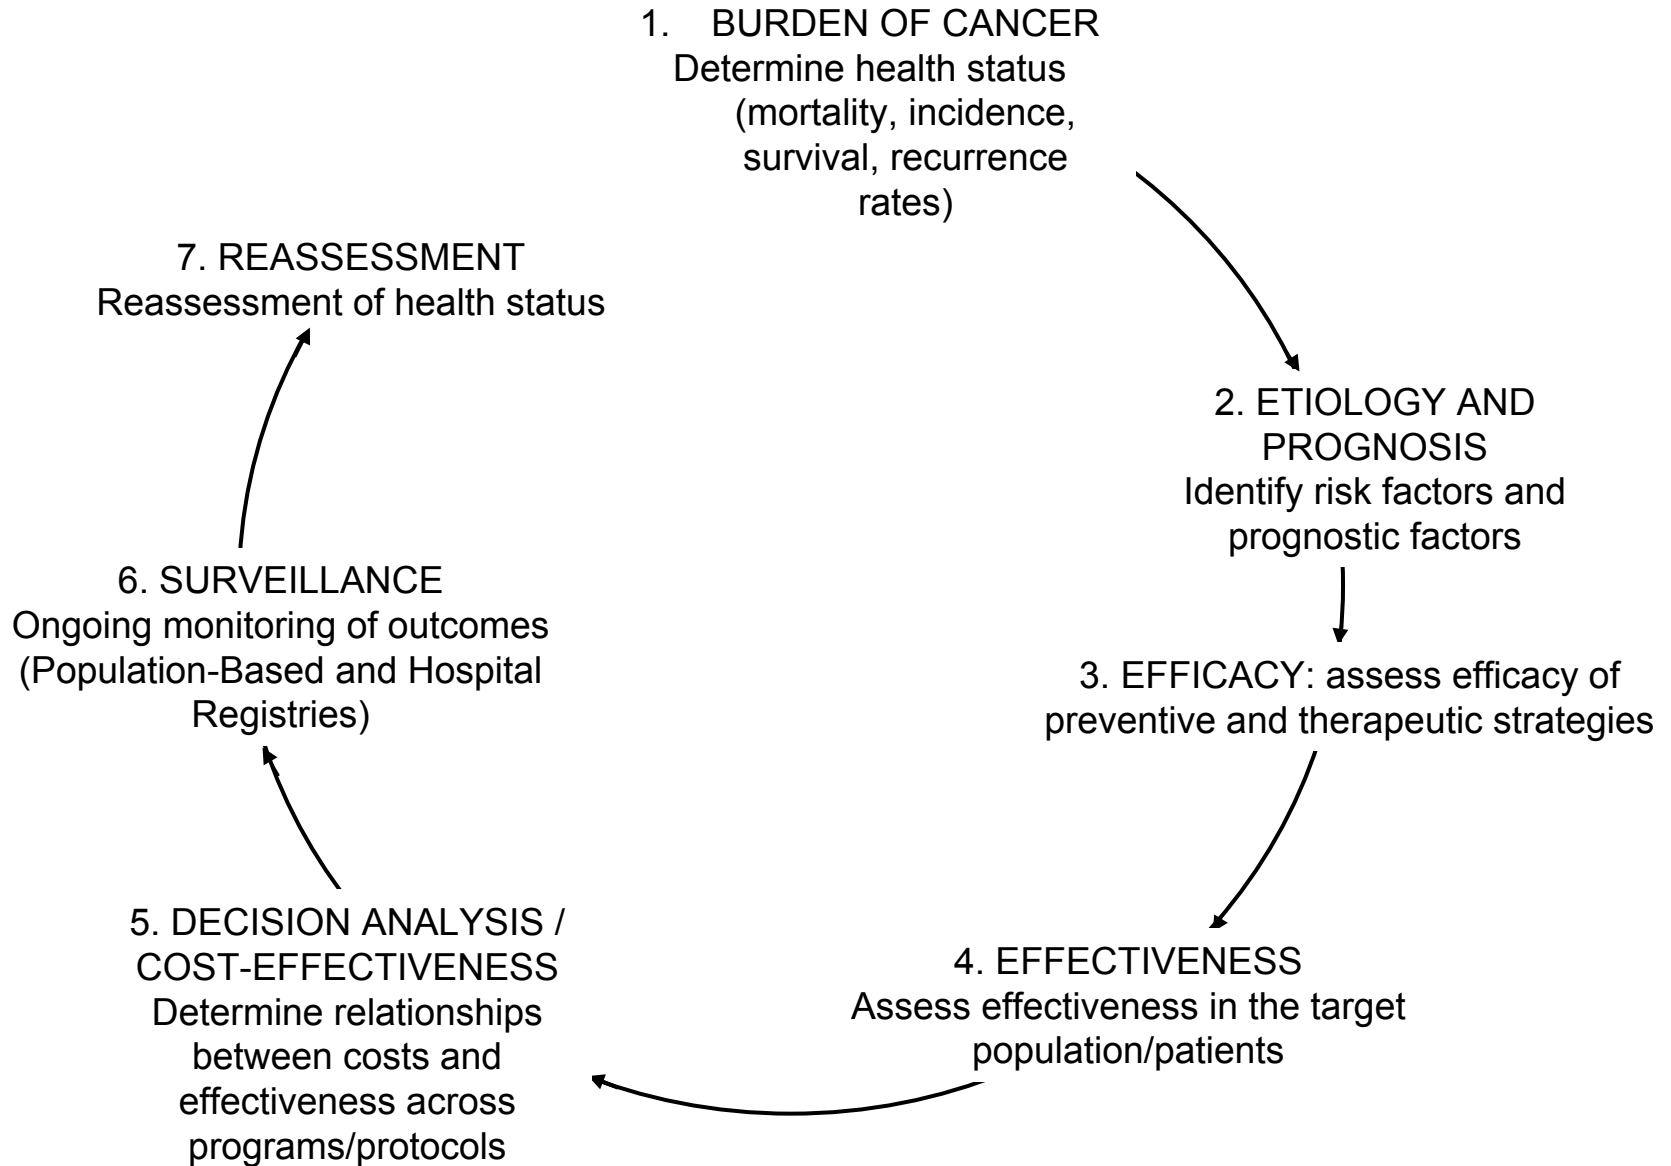 1. BURDEN OF CANCER
Determine health status
(mortality, incidence,
survival, recurrence
rates)
2. ETIOLOGY AND
PROGNOSIS
Identify risk factors and
prognostic factors
3. EFFICACY: assess efficacy of
preventive and therapeutic strategies
4. EFFECTIVENESS
Assess effectiveness in the target
population/patients
5. DECISION ANALYSIS /
COST-EFFECTIVENESS
Determine relationships
between costs and
effectiveness across
programs/protocols
6. SURVEILLANCE
Ongoing monitoring of outcomes
(Population-Based and Hospital
Registries)
7. REASSESSMENT
Reassessment of health status